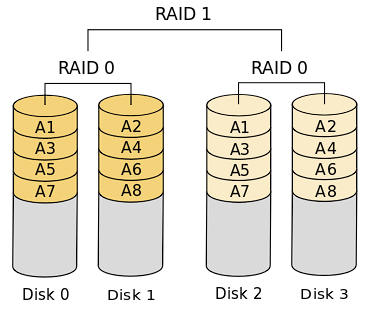 RAID 1
RAID 0 RAID 0
A1 A2 A1 A2
A3 A4 A3 A4
A5 A6 A5 A6
A7 A8 A7 A8
Disk 0 Disk 1 Disk 2 Disk 3